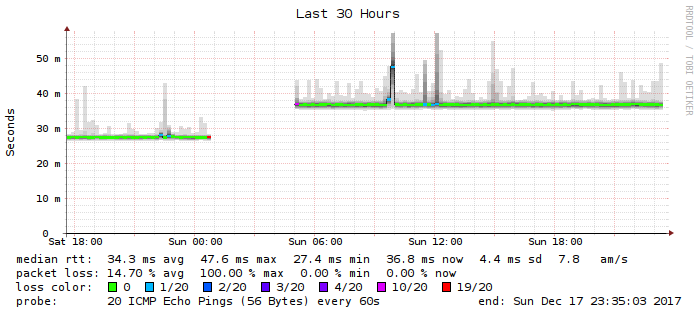 Last 30 Hours
RRDTOOL / TOBI OETIKER
Seconds
50 m
40 m
30 m
20 m
10 m
0
Sat 18:00 Sun 00:00 Sun 06:00 Sun 12:00 Sun 18:00
median rtt: 34.3 ms avg 47.6 ms max 27.4 ms min 36.8 ms now 4.4 ms sd 7.8 am/s
packet loss: 14.70 % avg 100.00 % max 0.00 % min 0.00 % now
loss color: 0 1/20 2/20 3/20 4/20 10/20 19/20
probe: 20 ICMP Echo Pings (56 Bytes) every 60s end: Sun Dec 17 23:35:03 2017